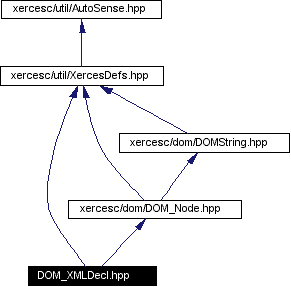 xercesc/util/AutoSense.hpp
xercesc/util/XercesDefs.hpp
xercesc/dom/DOMString.hpp
xercesc/dom/DOM_Node.hpp
DOM_XMLDecl.hpp